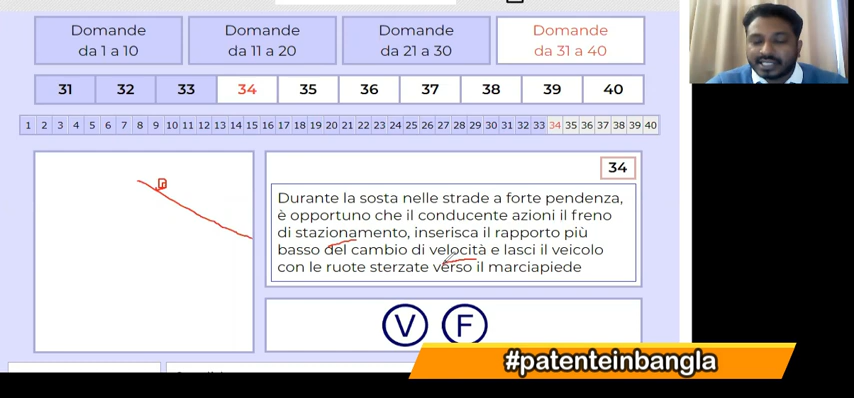 Domande
da 1 a 10
Domande
da 11 a 20
Domande
da 21 a 30
Domande
da 31 a 40
31 32 33 34 35 36 37 38 39 40
1 2 3 4 5 6 7 8 9 10 11 12 13 14 15 16 17 18 19 20 21 22 23 24 25 26 27 28 29 30 31 32 33 34 35 36 37 38 39 40
34
Durante la sosta nelle strade a forte pendenza,
è opportuno che il conducente azioni il freno
di stazionamento, inserisca il rapporto più
basso del cambio di velocità e lasci il veicolo
con le ruote sterzate verso il marciapiede
V F
#patenteinbangla